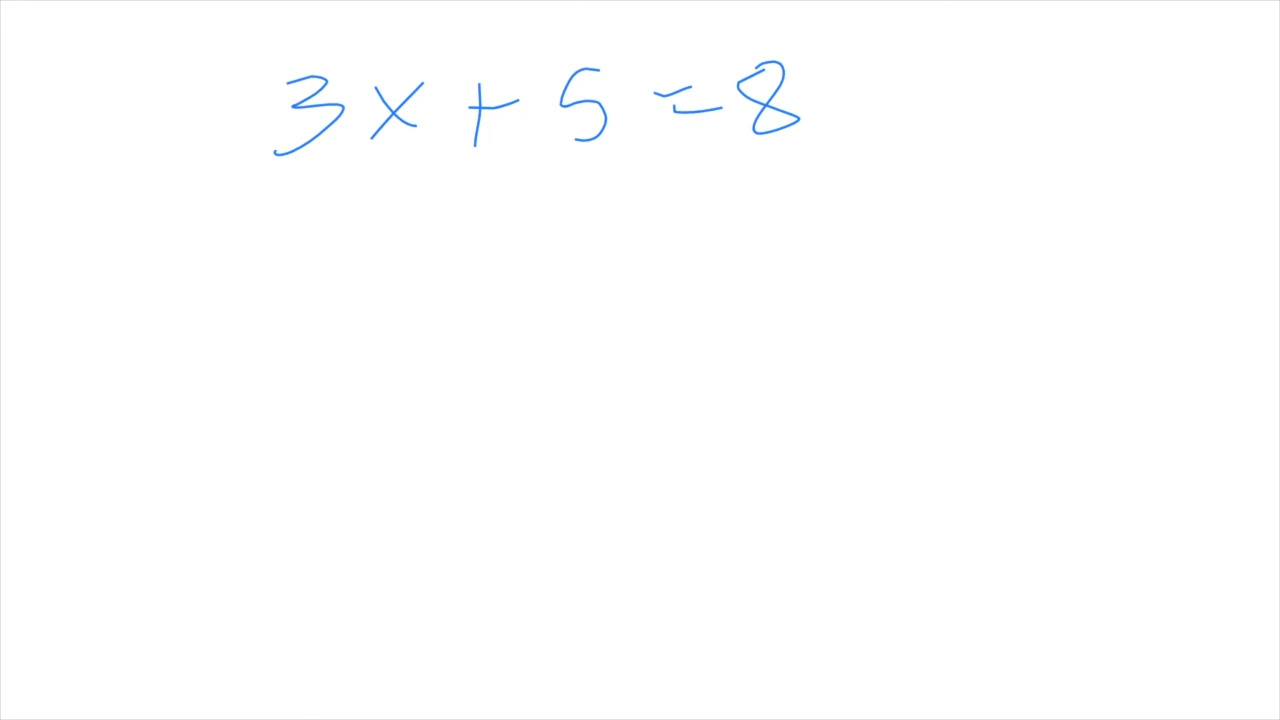 3x + 5 = 8